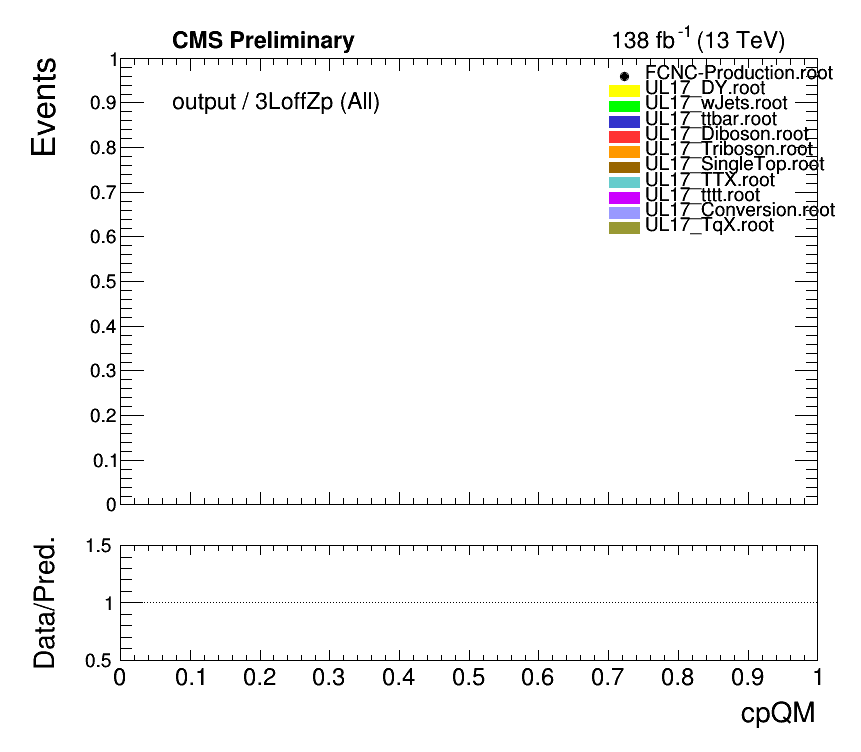 CMS Preliminary
138 fb-1 (13 TeV)
Events
output / 3LoffZp (All)
FCNC-Production.root
UL17_DY.root
UL17_wJets.root
UL17_ttbar.root
UL17_Diboson.root
UL17_Triboson.root
UL17_SingleTop.root
UL17_TTX.root
UL17_tttt.root
UL17_Conversion.root
UL17_TqX.root
1
0.9
0.8
0.7
0.6
0.5
0.4
0.3
0.2
0.1
0
Data/Pred.
1.5
1
0.5
0 0.1 0.2 0.3 0.4 0.5 0.6 0.7 0.8 0.9 1
cpQM